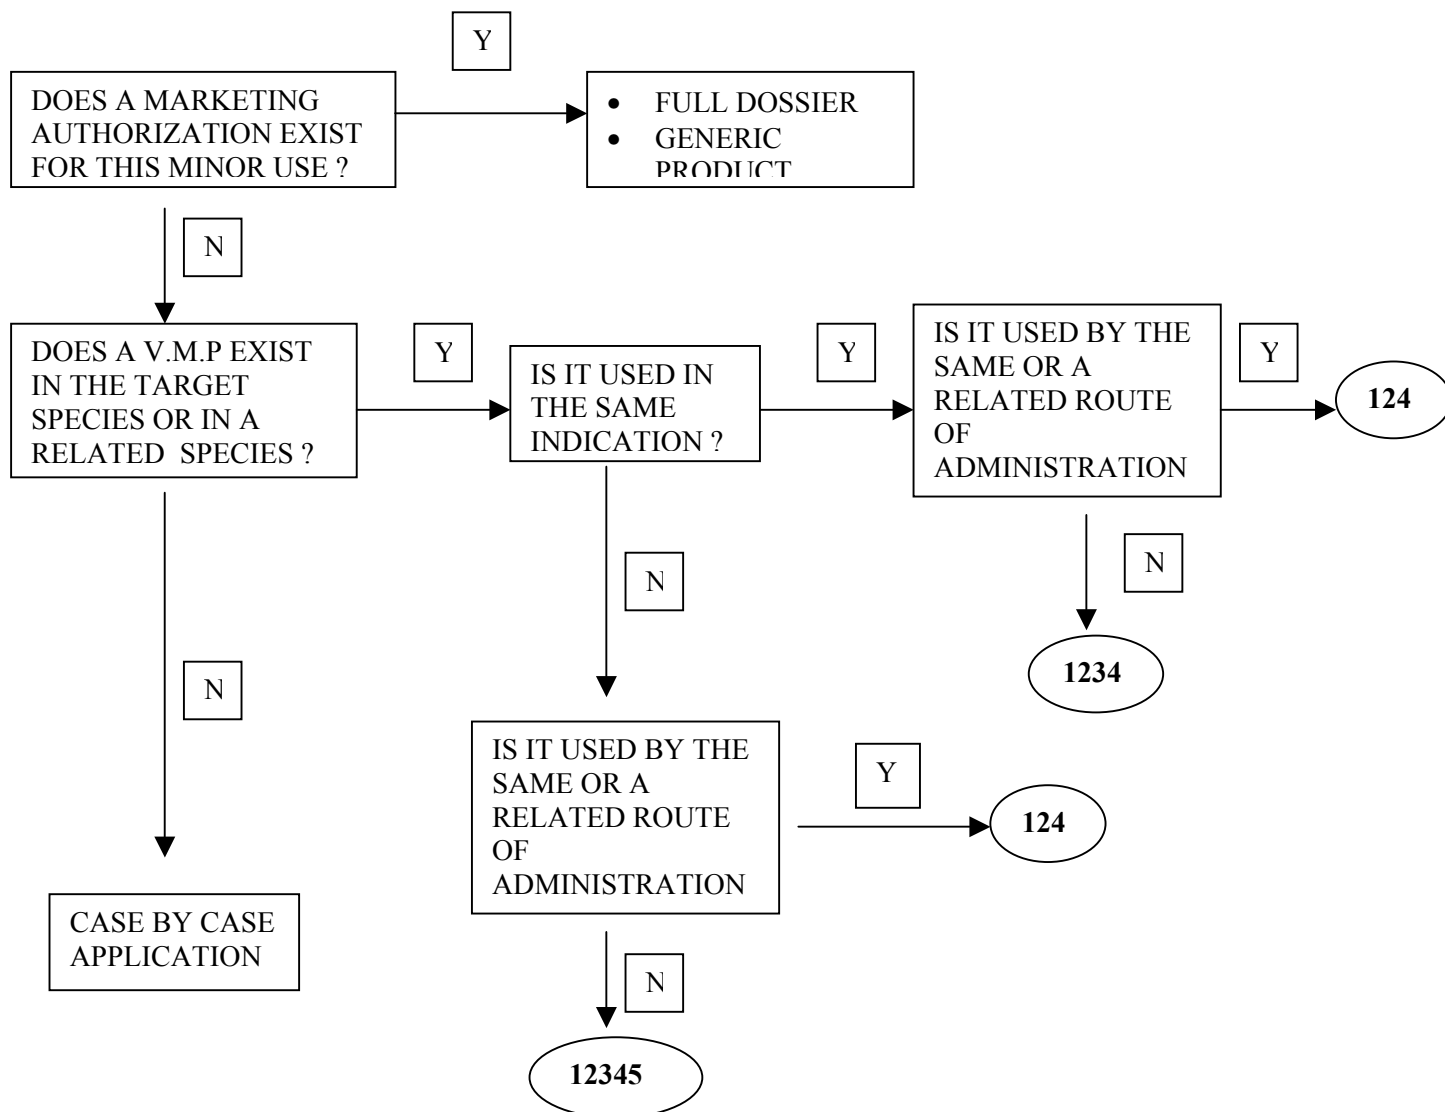 Y
DOES A MARKETING
AUTHORIZATION EXIST
FOR THIS MINOR USE ?
• FULL DOSSIER
• GENERIC
PRODUCT
N
DOES A V.M.P EXIST
IN THE TARGET
SPECIES OR IN A
RELATED SPECIES ?
Y
IS IT USED IN
THE SAME
INDICATION ?
Y
IS IT USED BY THE
SAME OR A
RELATED ROUTE
OF
ADMINISTRATION
Y
124
N
1234
N
N
IS IT USED BY THE
SAME OR A
RELATED ROUTE
OF
ADMINISTRATION
Y
124
CASE BY CASE
APPLICATION
N
12345